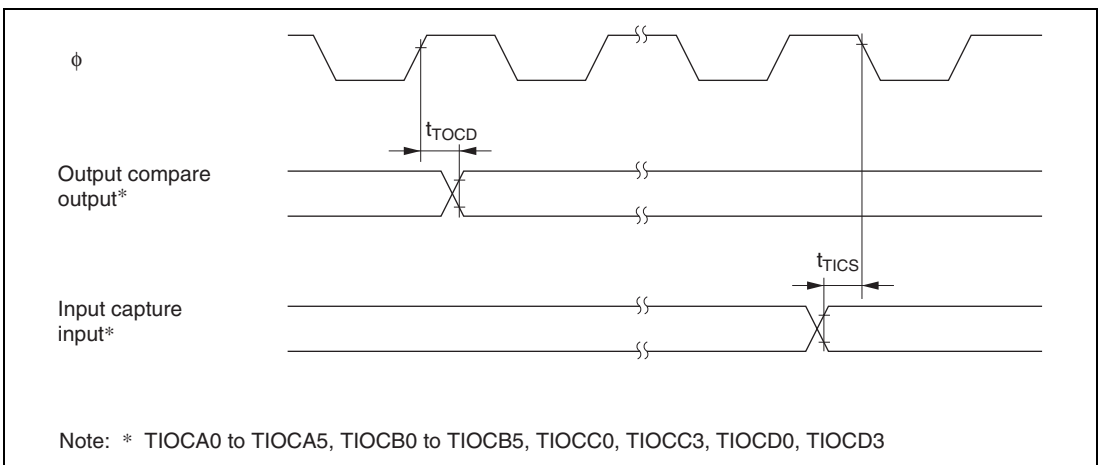 ϕ
tTOCD
Output compare
output*
tTICS
Input capture
input*
Note: * TIOCA0 to TIOCA5, TIOCB0 to TIOCB5, TIOCC0, TIOCC3, TIOCD0, TIOCD3